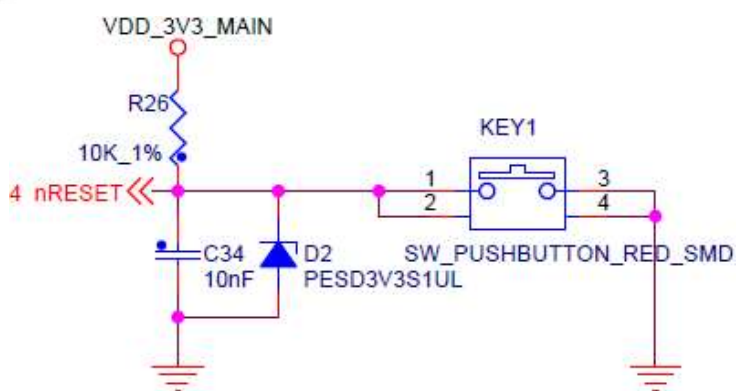 VDD_3V3_MAIN
R26
10K_1%
KEY1
4 nRESET
1
3
2
4
C34
10nF
D2
PESD3V3S1UL
SW_PUSHBUTTON_RED_SMD